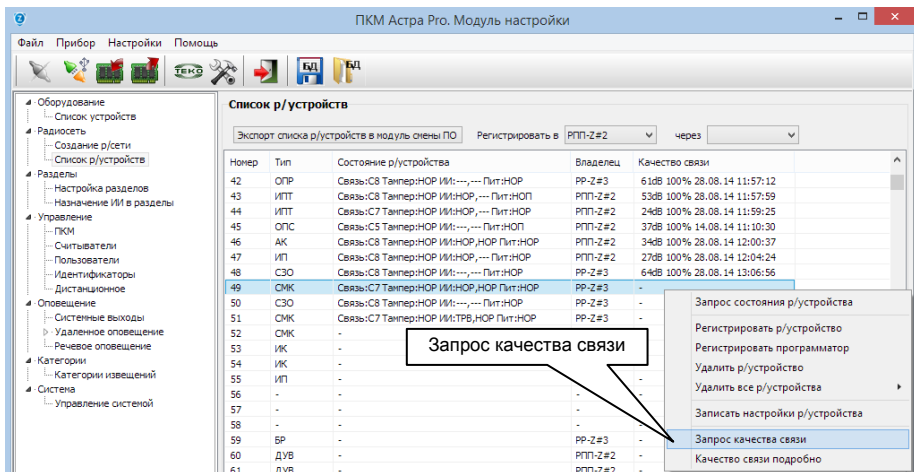 ПКМ Астра Pro. Модуль настройки
Файл Прибор Настройки Помощь
ТЕКО БД БД
Оборудование
Список устройств
Радиосеть
Создание р/сети
Список р/устройств
Разделы
Настройка разделов
Назначение ИИ в разделы
Управление
ПКМ
Считыватели
Пользователи
Идентификаторы
Дистанционное
Оповещение
Системные выходы
Удаленное оповещение
Речевое оповещение
Категории
Категории извещений
Система
Управление системой
Список р/устройств
Экспорт списка р/устройств в модуль смены ПО Регистрировать в РПП-Z#2 через
Номер Тип Состояние р/устройства Владелец Качество связи
42 ОПР Связь:C8 Тампер:НОР ИИ:---,--- Пит:НОР PP-Z#3 61dB 100% 28.08.14 11:57:12
43 ИПТ Связь:C8 Тампер:НОР ИИ:НОР,--- Пит:НОП РПП-Z#2 53dB 100% 28.08.14 11:57:59
44 ИПТ Связь:C7 Тампер:НОР ИИ:НОР,--- Пит:НОР РПП-Z#2 24dB 100% 28.08.14 11:59:25
45 ОПС Связь:C5 Тампер:НОП ИИ:---,--- Пит:НОР РПП-Z#2 37dB 100% 14.08.14 11:10:30
46 АК Связь:C8 Тампер:НОР ИИ:НОР,НОР Пит:НОР РПП-Z#2 34dB 100% 28.08.14 12:00:37
47 ИП Связь:C8 Тампер:НОР ИИ:---,--- Пит:НОР РПП-Z#2 27dB 100% 28.08.14 12:04:24
48 СЗО Связь:C8 Тампер:НОР ИИ:---,--- Пит:НОР PP-Z#3 64dB 100% 28.08.14 13:06:56
49 СМК Связь:C7 Тампер:НОР ИИ:НОР,НОР Пит:НОР PP-Z#3 -
50 СЗО Связь:C8 Тампер:НОР ИИ:---,--- Пит:НОР PP-Z#3 -
51 СМК Связь:C7 Тампер:НОР ИИ:ТРВ,НОР Пит:НОР PP-Z#3 -
52 СМК -
53 ИК -
54 ИК -
55 ИП - -
56 - - - -
57 - - - -
58 - - - -
59 БР - PP-Z#3 -
60 ДУВ - РПП-Z#2 -
61 ДУВ - РПП-Z#2 -
Запрос качества связи
Запрос состояния р/устройства
Регистрировать р/устройство
Регистрировать программатор
Удалить р/устройство
Удалить все р/устройства
Записать настройки р/устройства
Запрос качества связи
Качество связи подробно